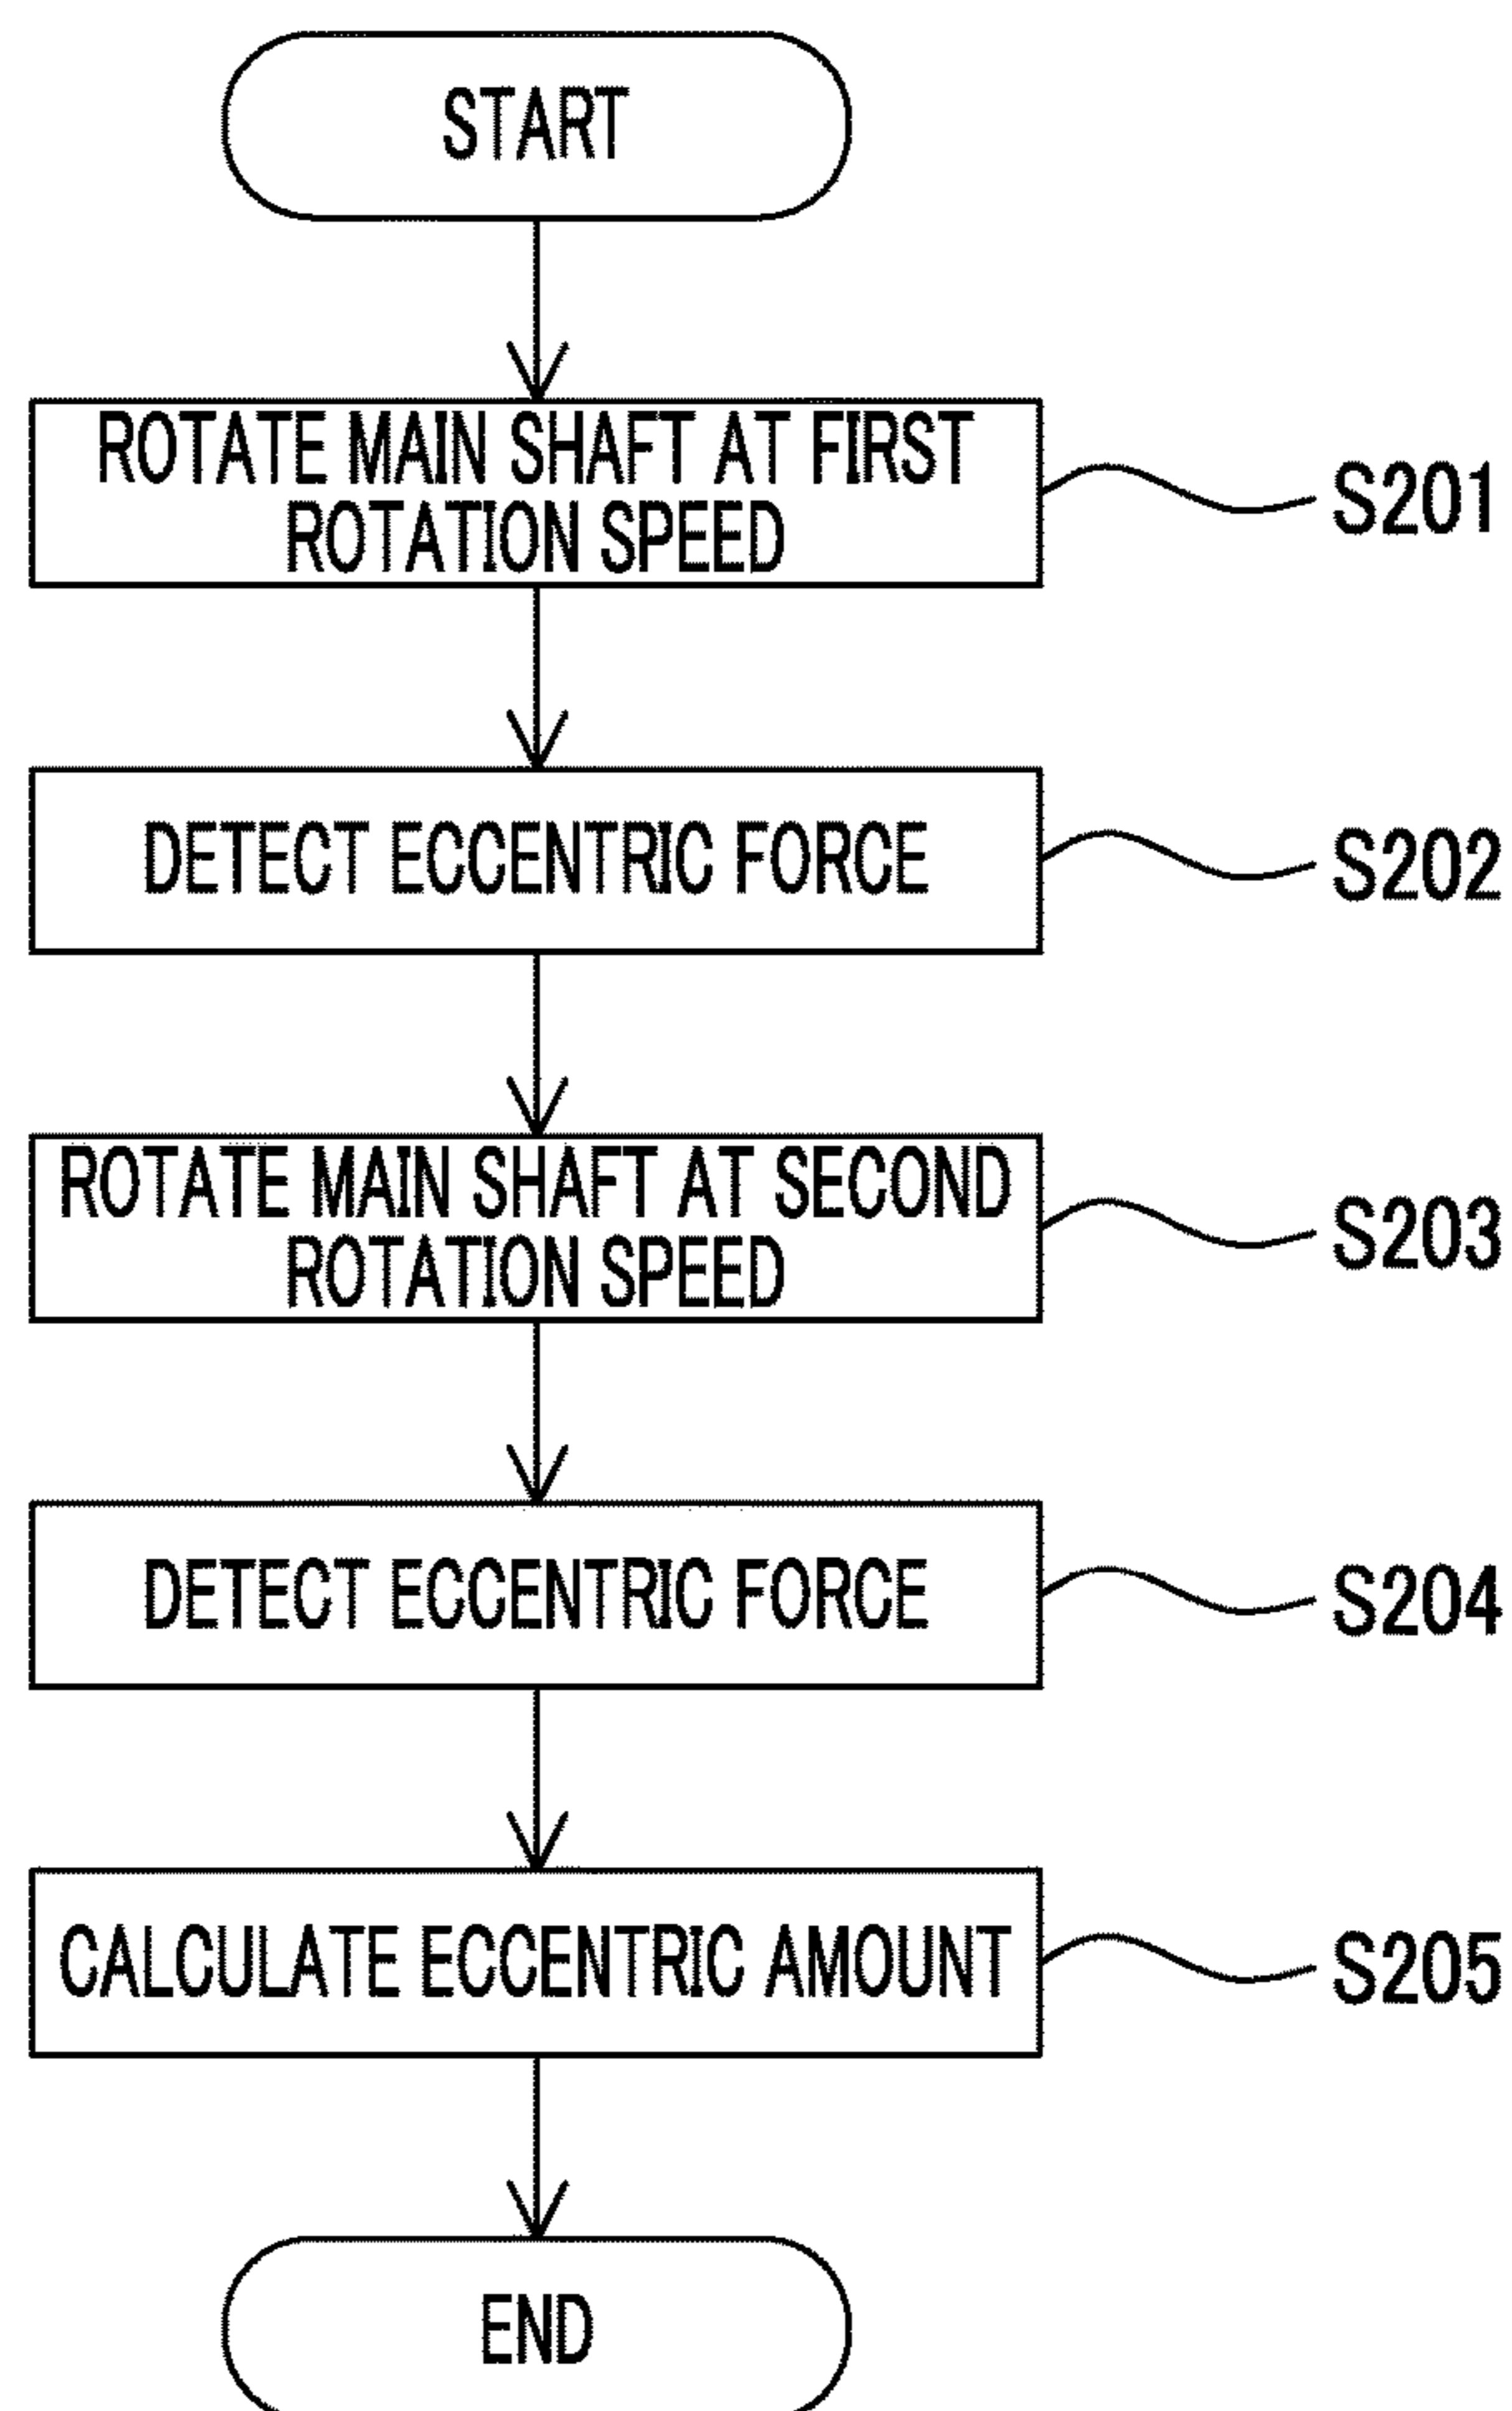 START
ROTATE MAIN SHAFT AT FIRST
ROTATION SPEED
S201
DETECT ECCENTRIC FORCE
S202
ROTATE MAIN SHAFT AT SECOND
ROTATION SPEED
S203
DETECT ECCENTRIC FORCE
S204
CALCULATE ECCENTRIC AMOUNT
S205
END